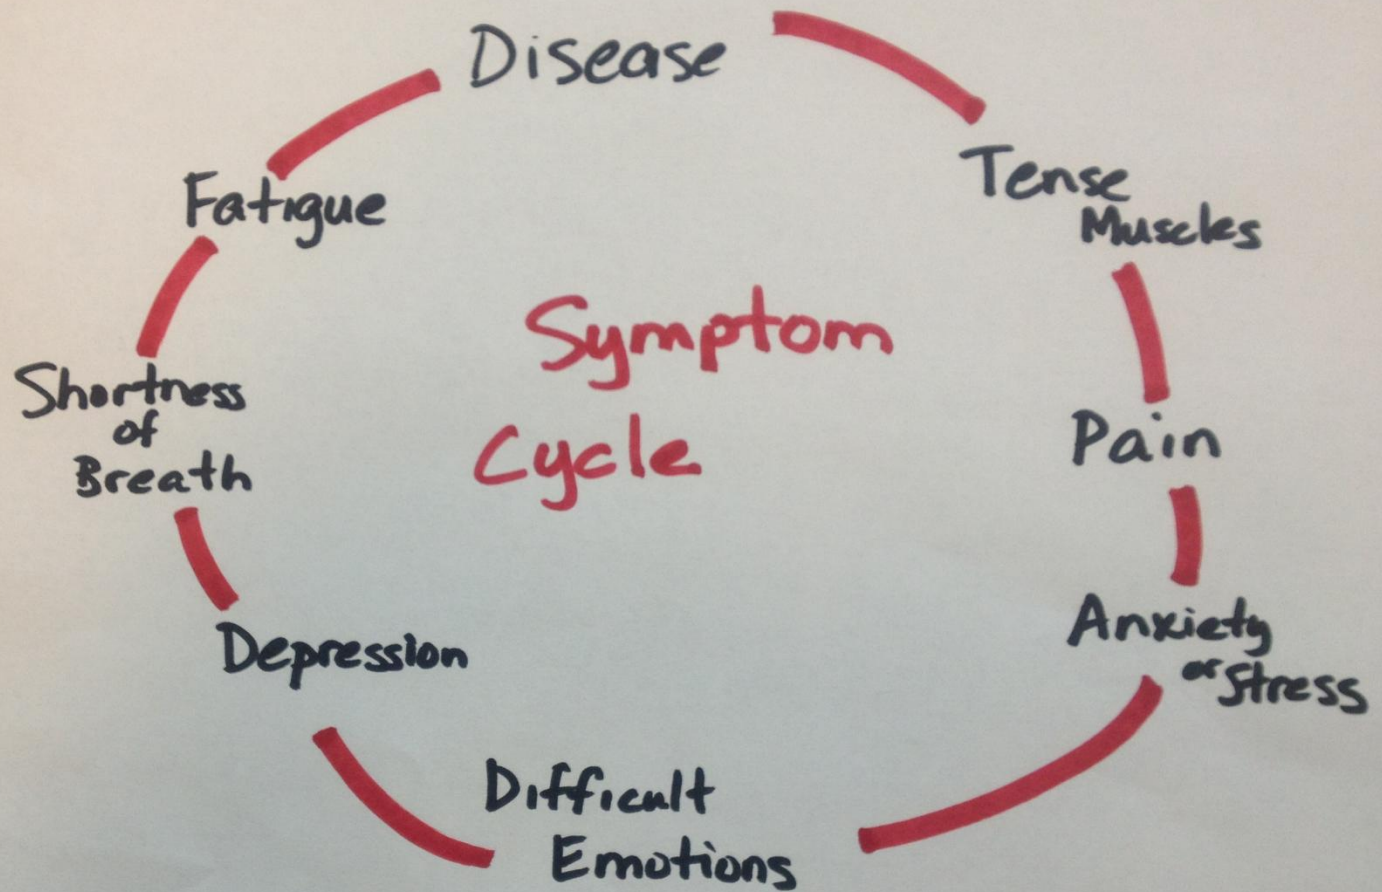 Disease
Tense
Muscles
Pain
Anxiety
or Stress
Difficult
Emotions
Depression
Shortness
of
Breath
Fatigue
Symptom
Cycle